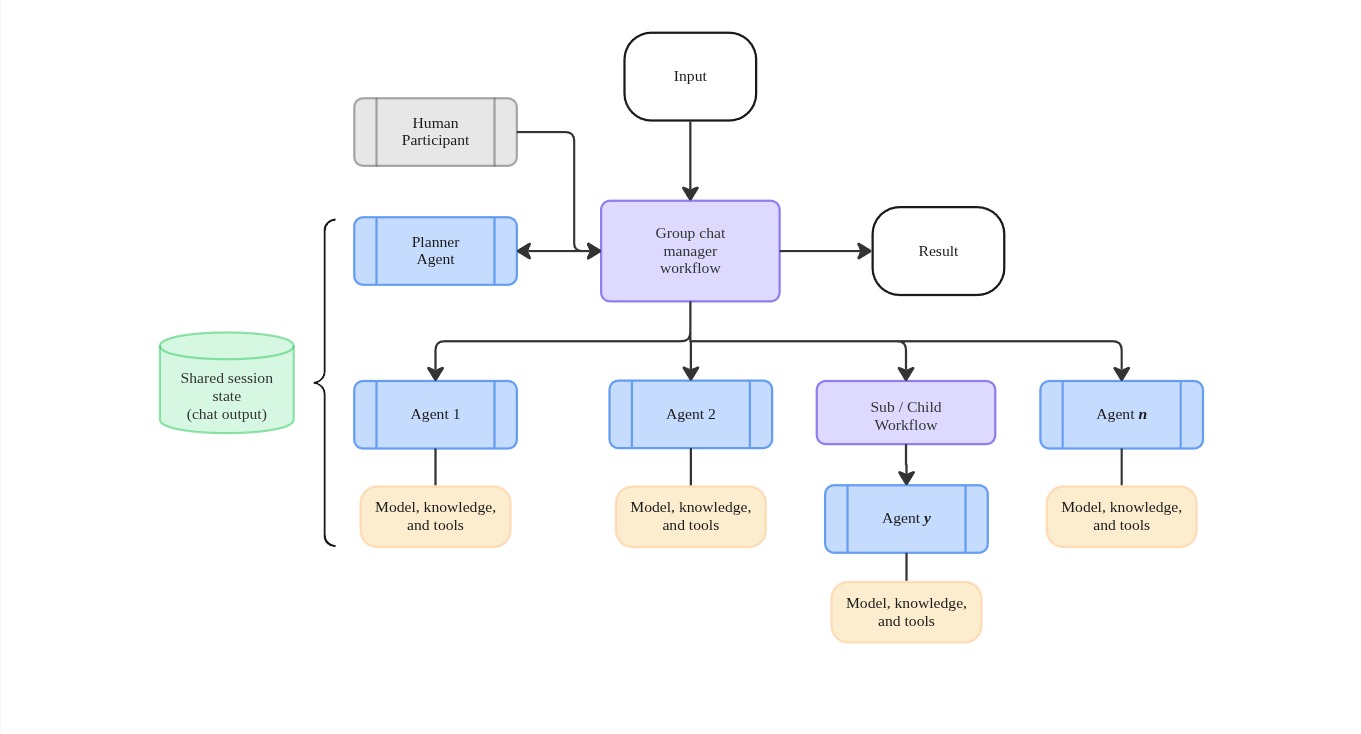 Input
Human
Participant
Planner
Agent
Group chat
manager
workflow
Result
Shared session
state
(chat output)
Agent 1
Agent 2
Sub / Child
Workflow
Agent n
Model, knowledge,
and tools
Model, knowledge,
and tools
Agent y
Model, knowledge,
and tools
Model, knowledge,
and tools